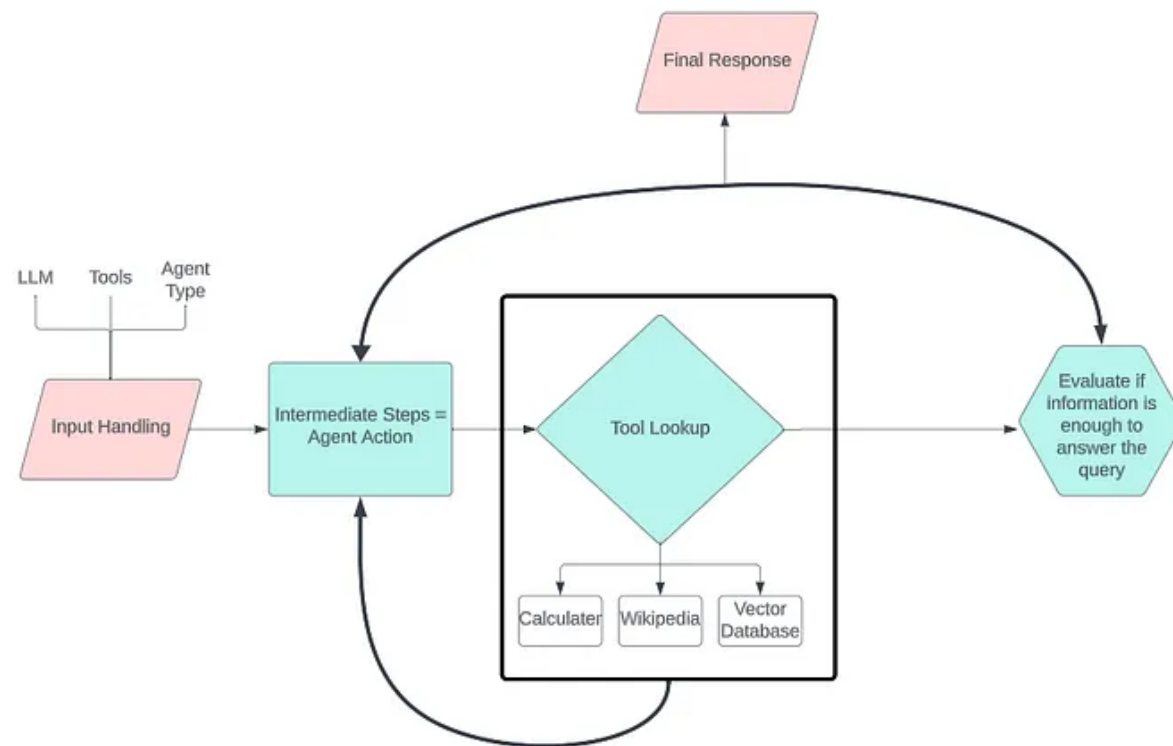 Final Response
LLM
Tools
Agent
Type
Input Handling
Intermediate Steps =
Agent Action
Tool Lookup
Evaluate if
information is
enough to
answer the
query
Calculater
Wikipedia
Vector
Database